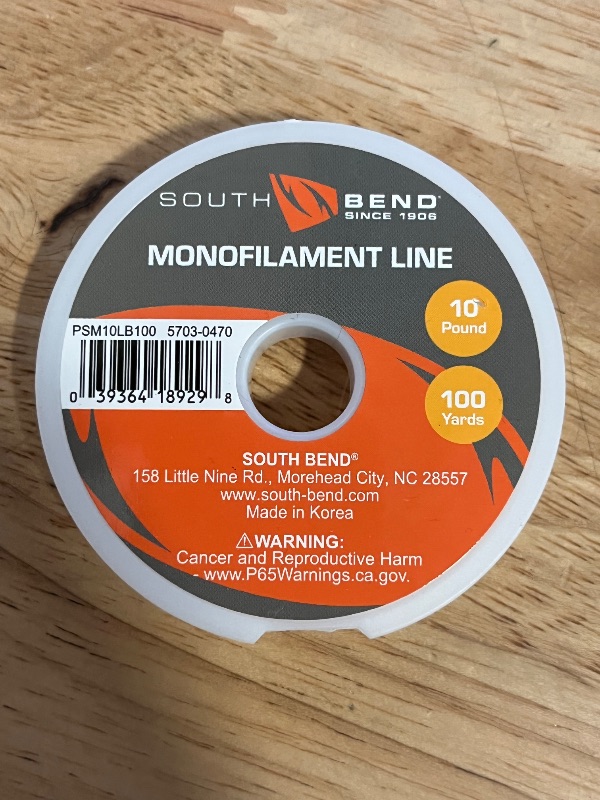 SOUTH BEND®
SINCE 1906
MONOFILAMENT LINE
10
Pound
PSM10LB100 5703-0470
0 39364 18929 8
100
Yards
SOUTH BEND®
158 Little Nine Rd., Morehead City, NC 28557
www.south-bend.com
Made in Korea
⚠WARNING:
Cancer and Reproductive Harm
- www.P65Warnings.ca.gov.